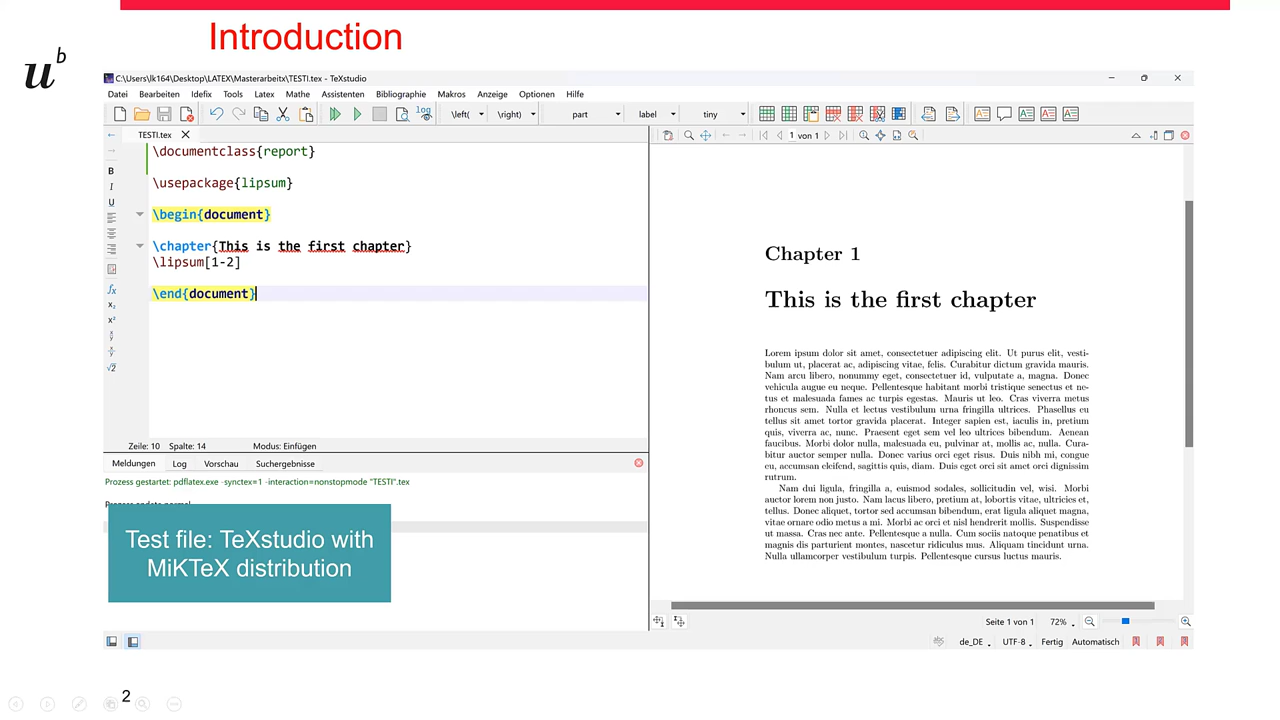 Introduction
u b
C:\Users\lk164\Desktop\LATEX\Masterarbeitx\TESTI.tex - TeXstudio
Datei Bearbeiten Idefix Tools Latex Mathe Assistenten Bibliographie Makros Anzeige Optionen Hilfe
log \left( \right) part label tiny
TESTI.tex
1 von 1
\documentclass{report}
\usepackage{lipsum}
\begin{document}
\chapter{This is the first chapter}
\lipsum[1-2]
\end{document}
Zeile: 10 Spalte: 14 Modus: Einfügen
Meldungen Log Vorschau Suchergebnisse
Prozess gestartet: pdflatex.exe -synctex=1 -interaction=nonstopmode "TESTI".tex
Test file: TeXstudio with
MiKTeX distribution
Chapter 1
This is the first chapter
Lorem ipsum dolor sit amet, consectetuer adipiscing elit. Ut purus elit, vesti-
bulum ut, placerat ac, adipiscing vitae, felis. Curabitur dictum gravida mauris.
Nam arcu libero, nonummy eget, consectetuer id, vulputate a, magna. Donec
vehicula augue eu neque. Pellentesque habitant morbi tristique senectus et ne-
tus et malesuada fames ac turpis egestas. Mauris ut leo. Cras viverra metus
rhoncus sem. Nulla et lectus vestibulum urna fringilla ultrices. Phasellus eu
tellus sit amet tortor gravida placerat. Integer sapien est, iaculis in, pretium
quis, viverra ac, nunc. Praesent eget sem vel leo ultrices bibendum. Aenean
faucibus. Morbi dolor nulla, malesuada eu, pulvinar at, mollis ac, nulla. Cura-
bitur auctor semper nulla. Donec varius orci eget risus. Duis nibh mi, congue
eu, accumsan eleifend, sagittis quis, diam. Duis eget orci sit amet orci dignissim
rutrum.
Nam dui ligula, fringilla a, euismod sodales, sollicitudin vel, wisi. Morbi
auctor lorem non justo. Nam lacus libero, pretium at, lobortis vitae, ultricies et,
tellus. Donec aliquet, tortor sed accumsan bibendum, erat ligula aliquet magna,
vitae ornare odio metus a mi. Morbi ac orci et nisl hendrerit mollis. Suspendisse
ut massa. Cras nec ante. Pellentesque a nulla. Cum sociis natoque penatibus et
magnis dis parturient montes, nascetur ridiculus mus. Aliquam tincidunt urna.
Nulla ullamcorper vestibulum turpis. Pellentesque cursus luctus mauris.
Seite 1 von 1 72%
de_DE UTF-8 Fertig Automatisch
2